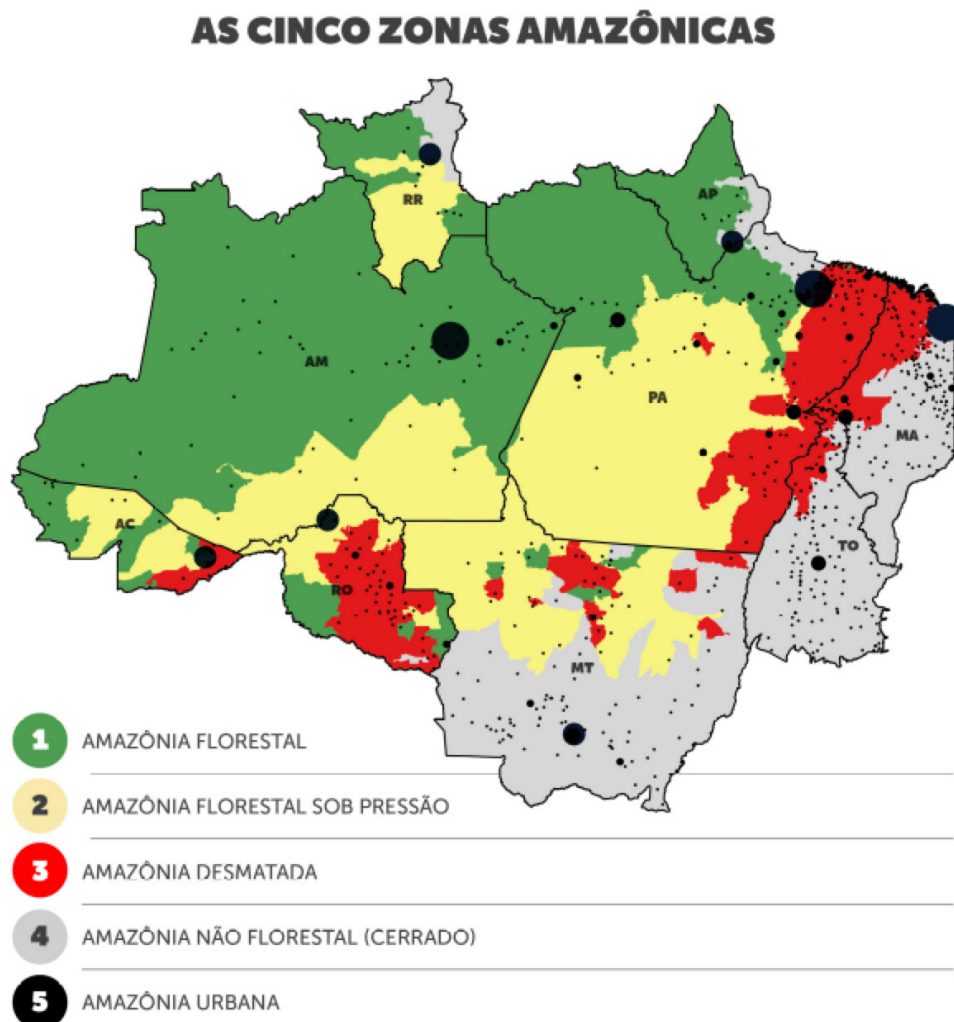 AS CINCO ZONAS AMAZÔNICAS
RR
AP
AM
PA
MA
AC
TO
RO
MT
1 AMAZÔNIA FLORESTAL
2 AMAZÔNIA FLORESTAL SOB PRESSÃO
3 AMAZÔNIA DESMATADA
4 AMAZÔNIA NÃO FLORESTAL (CERRADO)
5 AMAZÔNIA URBANA